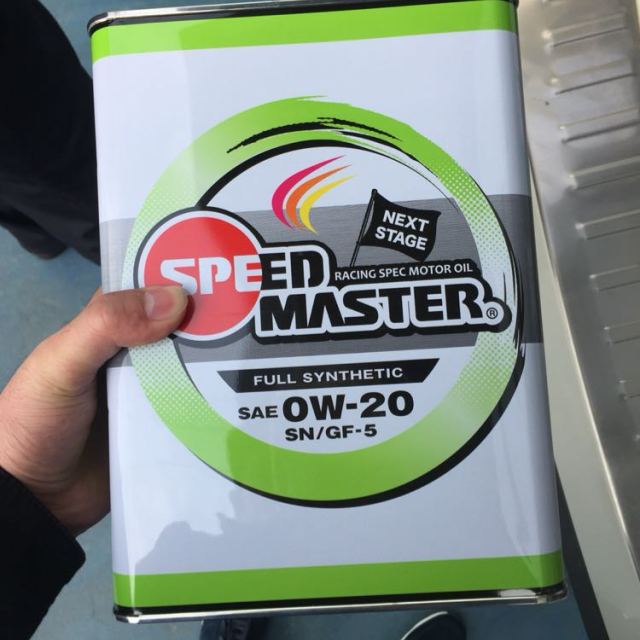 NEXT
STAGE
SPEED
RACING SPEC MOTOR OIL
MASTER®
FULL SYNTHETIC
SAE 0W-20
SN/GF-5